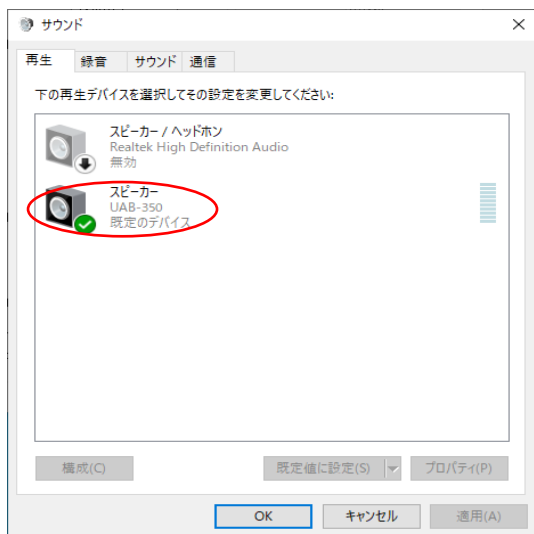 サウンド
再生 録音 サウンド 通信
下の再生デバイスを選択してその設定を変更してください:
スピーカー / ヘッドホン
Realtek High Definition Audio
無効
スピーカー
UAB-350
既定のデバイス
構成(C) 既定値に設定(S) プロパティ(P)
OK キャンセル 適用(A)